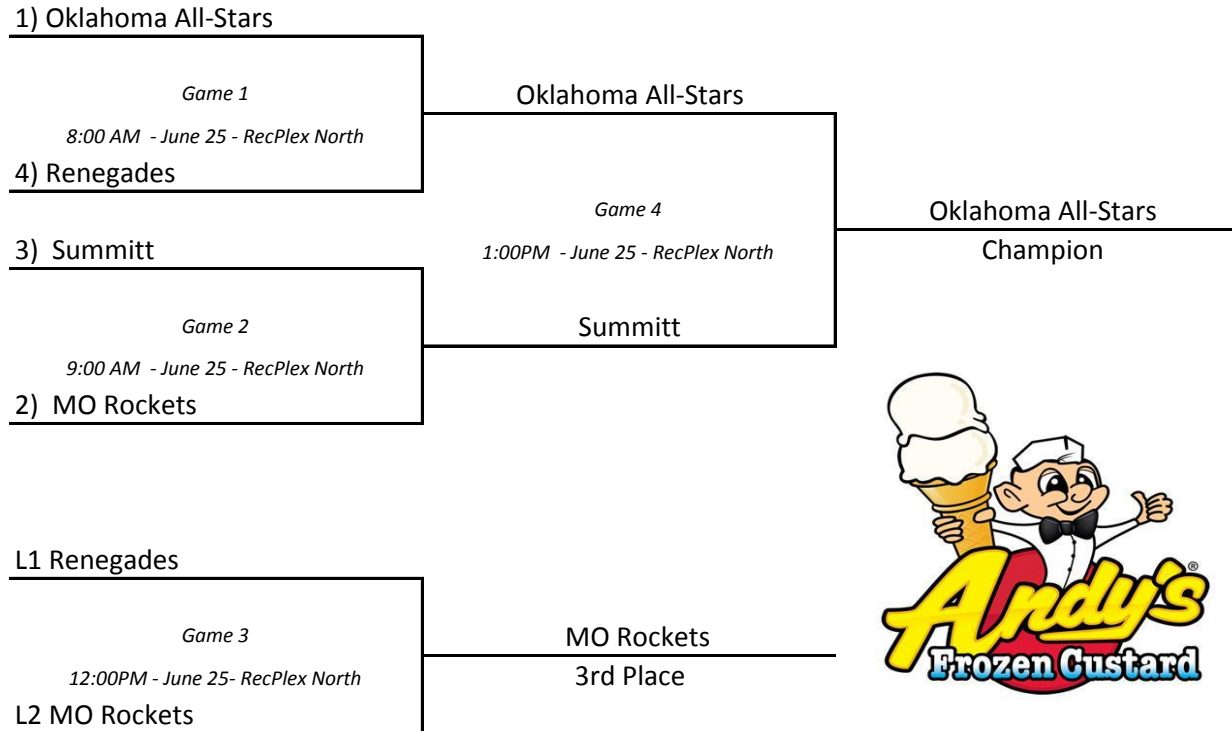 1) Oklahoma All-Stars
Game 1
8:00 AM - June 25 - RecPlex North
4) Renegades
Oklahoma All-Stars
3) Summitt
Game 2
9:00 AM - June 25 - RecPlex North
2) MO Rockets
Game 4
1:00PM - June 25 - RecPlex North
Summitt
Oklahoma All-Stars
Champion
L1 Renegades
Game 3
12:00PM - June 25- RecPlex North
L2 MO Rockets
MO Rockets
3rd Place
Andy's®
Frozen Custard